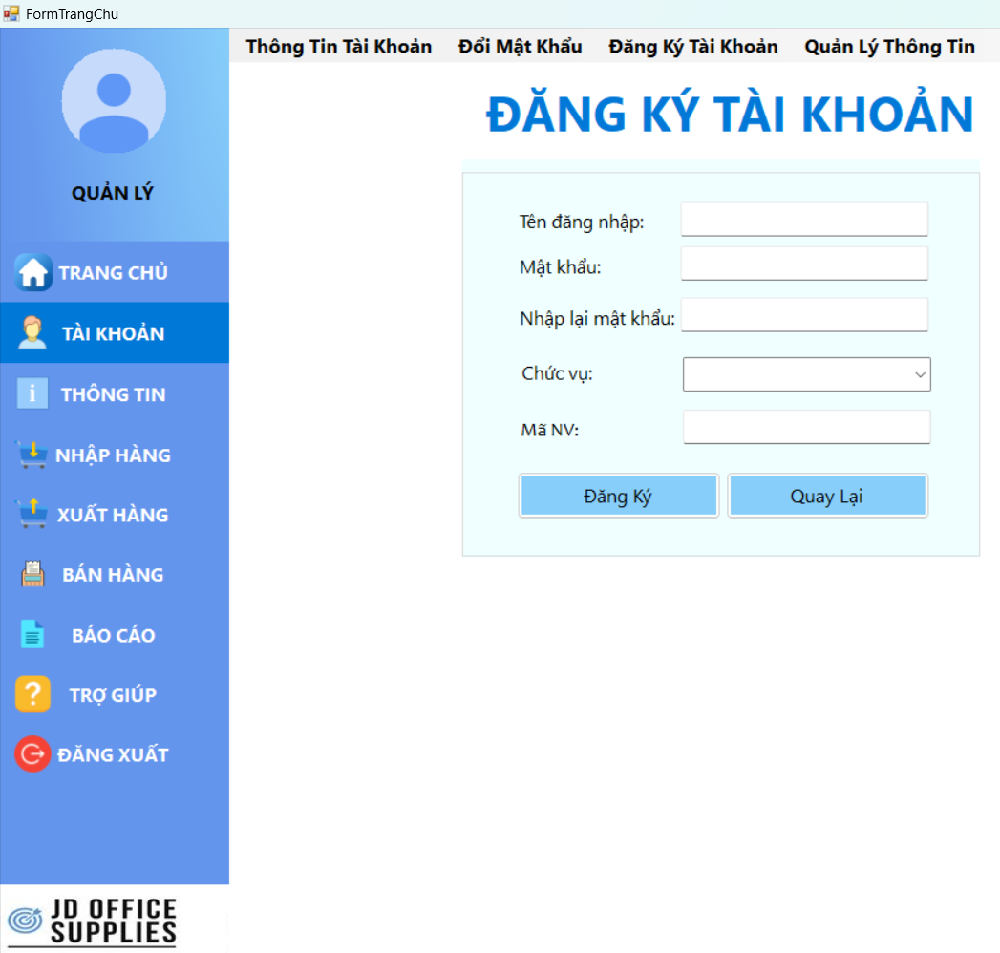 FormTrangChu
Thông Tin Tài Khoản Đổi Mật Khẩu Đăng Ký Tài Khoản Quản Lý Thông Tin
QUẢN LÝ
TRANG CHỦ
TÀI KHOẢN
THÔNG TIN
NHẬP HÀNG
XUẤT HÀNG
BÁN HÀNG
BÁO CÁO
TRỢ GIÚP
ĐĂNG XUẤT
JD OFFICE
SUPPLIES
ĐĂNG KÝ TÀI KHOẢN
Tên đăng nhập:
Mật khẩu:
Nhập lại mật khẩu:
Chức vụ:
Mã NV:
Đăng Ký Quay Lại